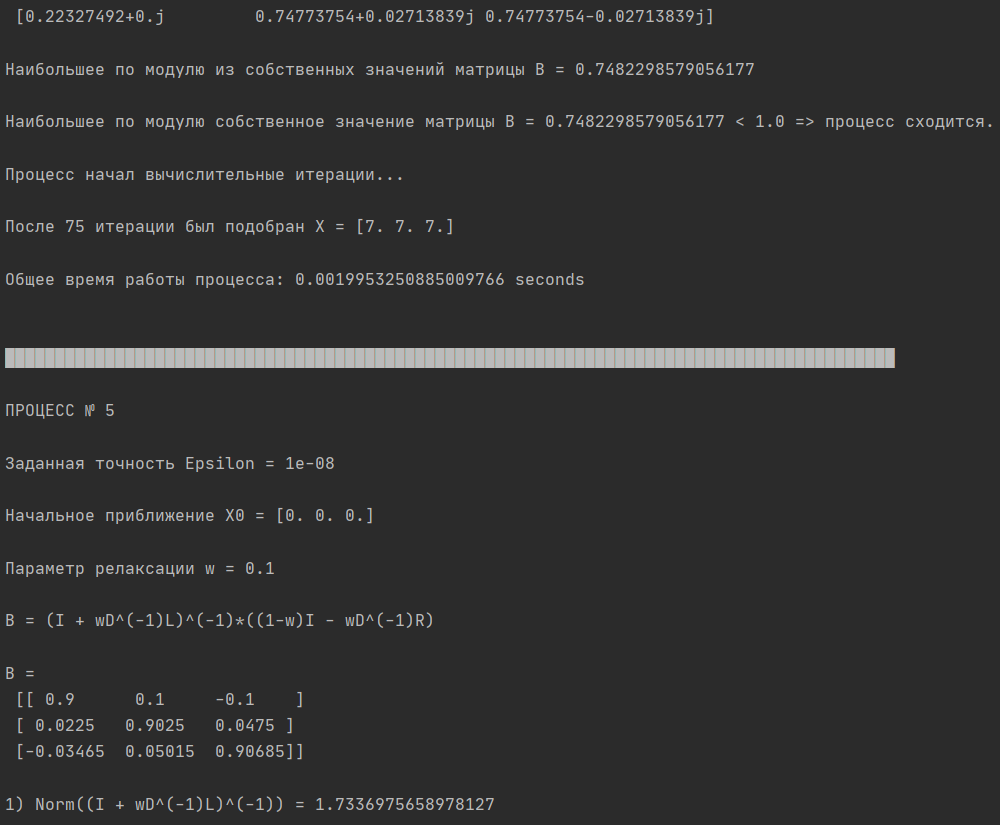 [0.22327492+0.j         0.74773754+0.02713839j 0.74773754-0.02713839j]
Наибольшее по модулю из собственных значений матрицы B = 0.7482298579056177
Наибольшее по модулю собственное значение матрицы B = 0.7482298579056177 < 1.0 => процесс сходится.
Процесс начал вычислительные итерации...
После 75 итерации был подобран X = [7. 7. 7.]
Общее время работы процесса: 0.0019953250885009766 seconds
ПРОЦЕСС № 5
Заданная точность Epsilon = 1e-08
Начальное приближение X0 = [0. 0. 0.]
Параметр релаксации w = 0.1
B = (I + wD^(-1)L)^(-1)*((1-w)I - wD^(-1)R)
B =
[[ 0.9      0.1     -0.1    ]
[ 0.0225   0.9025   0.0475 ]
[-0.03465  0.05015  0.90685]]
1) Norm((I + wD^(-1)L)^(-1)) = 1.7336975658978127